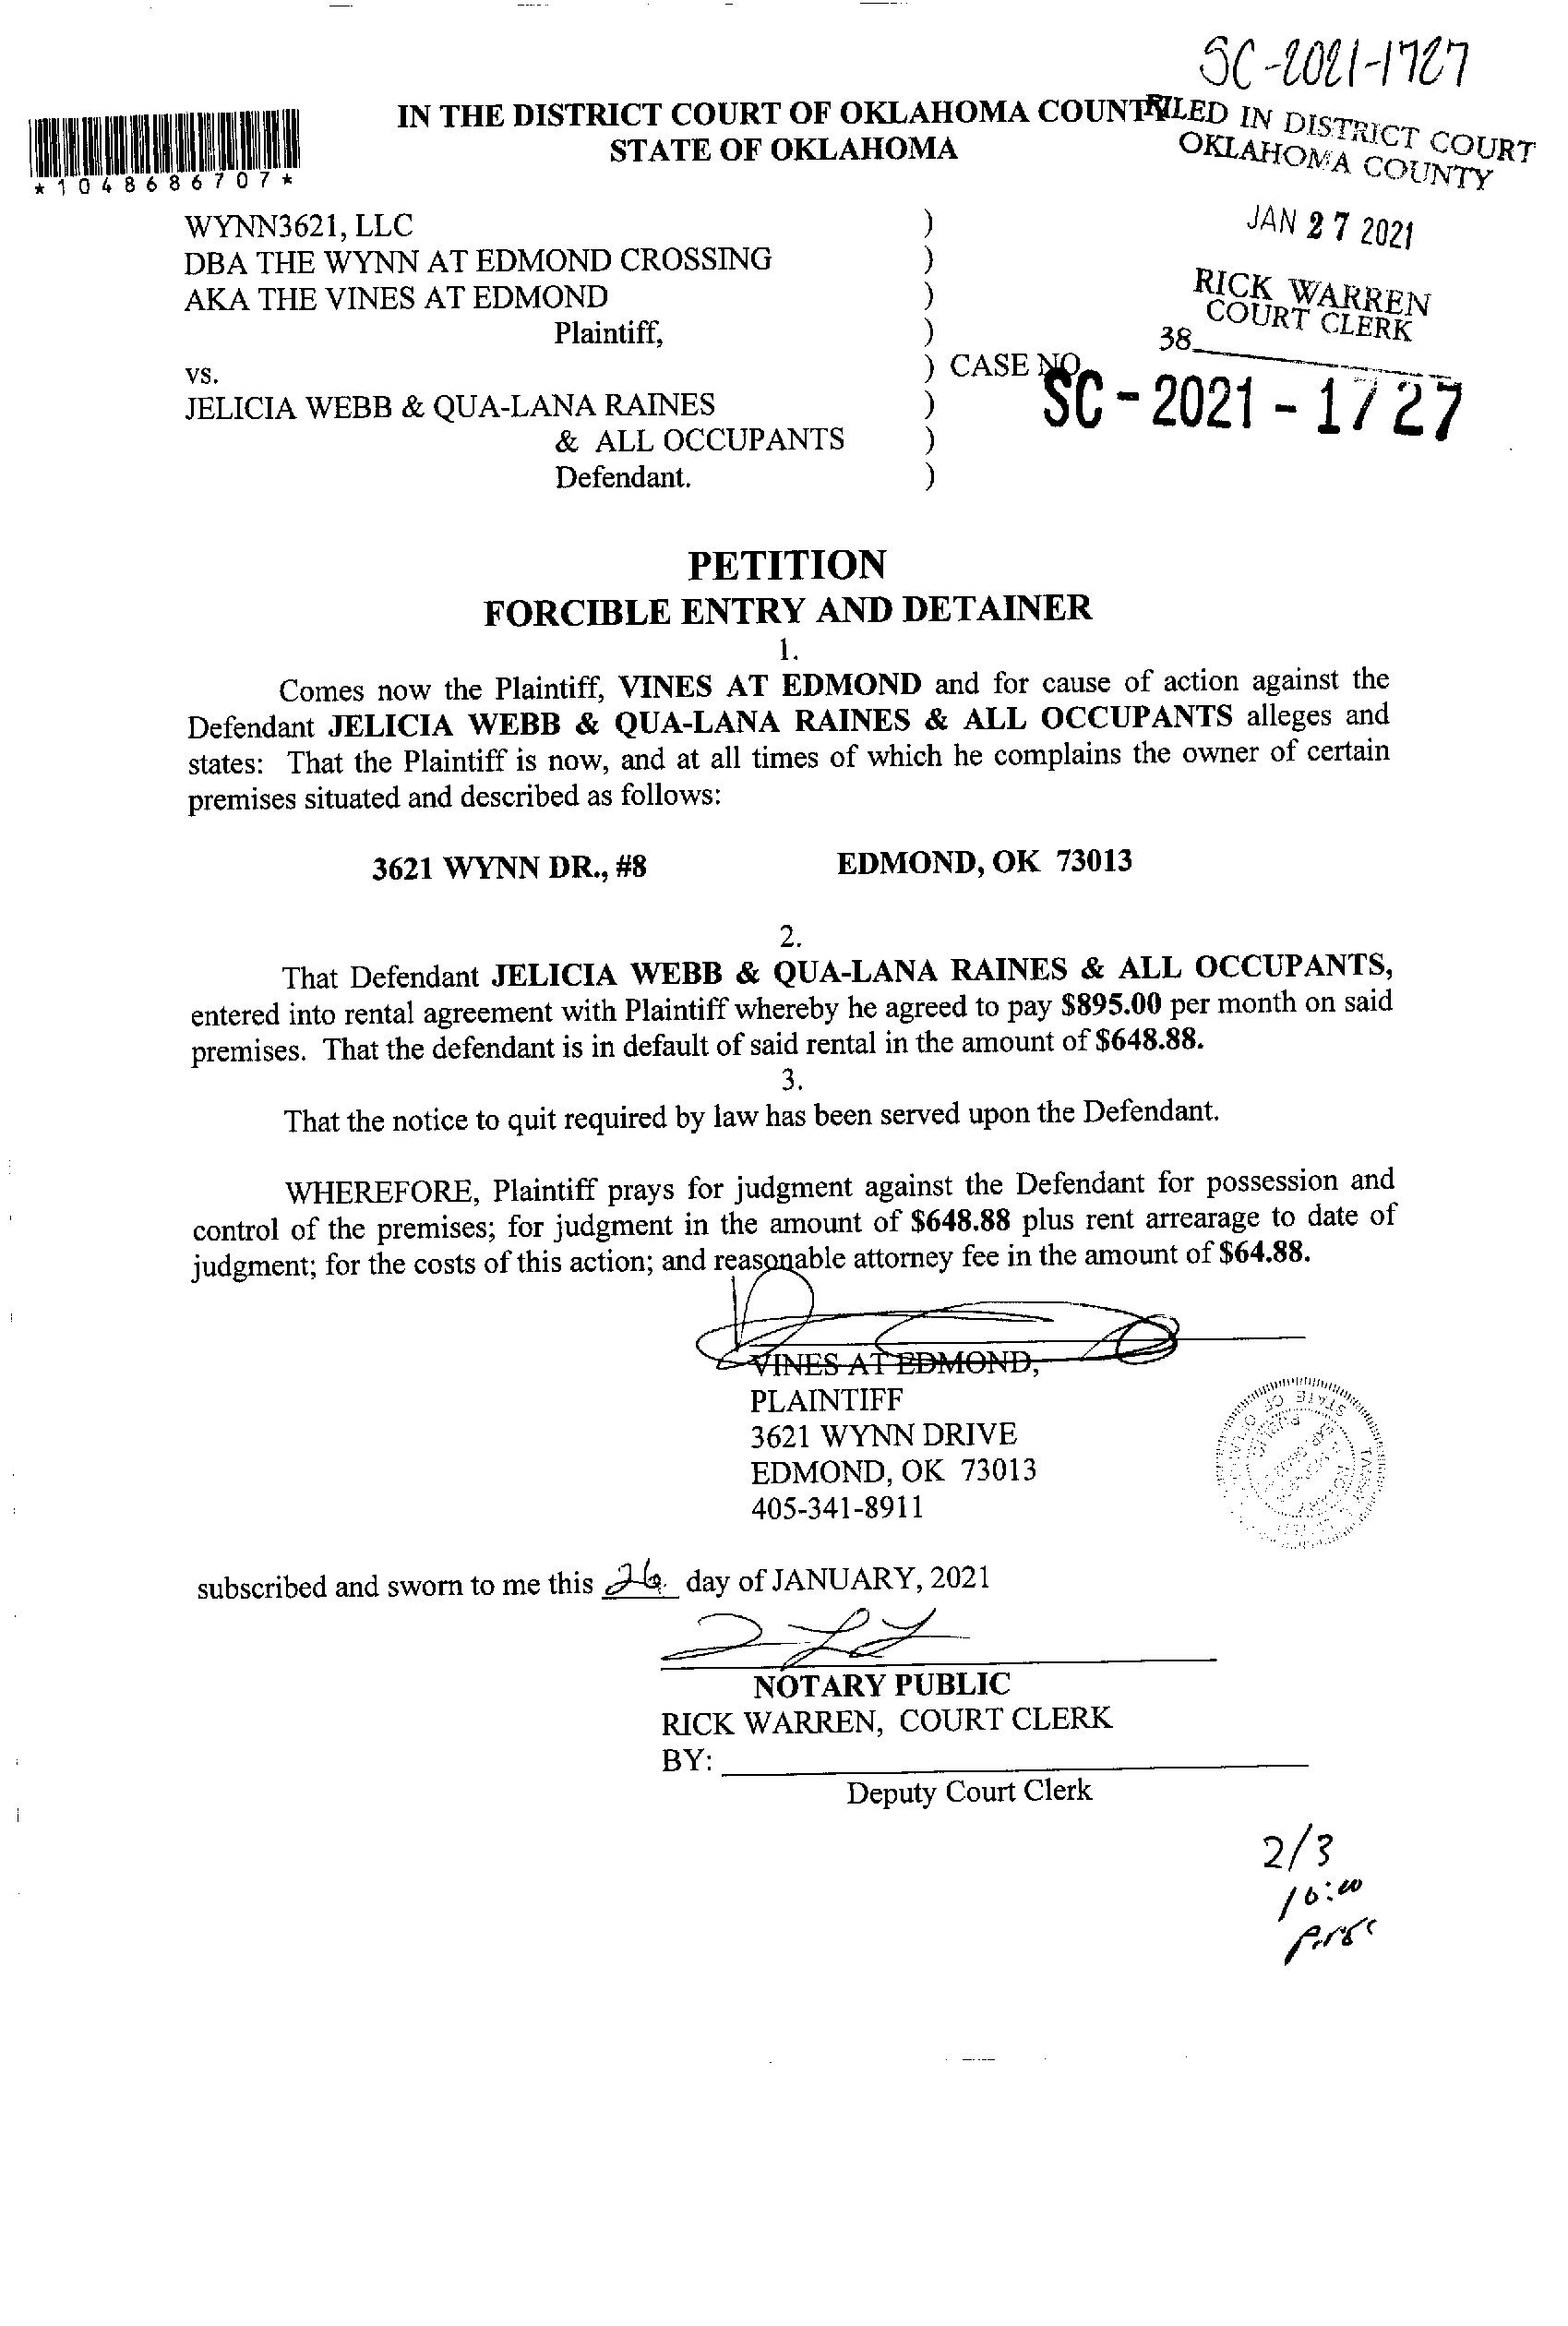 SC-2021-1727
IN THE DISTRICT COURT OF OKLAHOMA COUNTY
STATE OF OKLAHOMA
FILED IN DISTRICT COURT
OKLAHOMA COUNTY
*1048686707*
JAN 27 2021
RICK WARREN
COURT CLERK
38
WYNN3621, LLC )
DBA THE WYNN AT EDMOND CROSSING )
AKA THE VINES AT EDMOND )
Plaintiff, )
vs. ) CASE NO.
SC - 2021 - 1727
JELICIA WEBB & QUA-LANA RAINES )
& ALL OCCUPANTS )
Defendant. )
PETITION
FORCIBLE ENTRY AND DETAINER
1.
Comes now the Plaintiff, VINES AT EDMOND and for cause of action against the
Defendant JELICIA WEBB & QUA-LANA RAINES & ALL OCCUPANTS alleges and
states: That the Plaintiff is now, and at all times of which he complains the owner of certain
premises situated and described as follows:
3621 WYNN DR., #8 EDMOND, OK 73013
2.
That Defendant JELICIA WEBB & QUA-LANA RAINES & ALL OCCUPANTS,
entered into rental agreement with Plaintiff whereby he agreed to pay $895.00 per month on said
premises. That the defendant is in default of said rental in the amount of $648.88.
3.
That the notice to quit required by law has been served upon the Defendant.
WHEREFORE, Plaintiff prays for judgment against the Defendant for possession and
control of the premises; for judgment in the amount of $648.88 plus rent arrearage to date of
judgment; for the costs of this action; and reasonable attorney fee in the amount of $64.88.
VINES AT EDMOND,
PLAINTIFF
3621 WYNN DRIVE
EDMOND, OK 73013
405-341-8911
STATE OF
subscribed and sworn to me this 26 day of JANUARY, 2021
NOTARY PUBLIC
RICK WARREN, COURT CLERK
BY:
Deputy Court Clerk
2/3
10:00